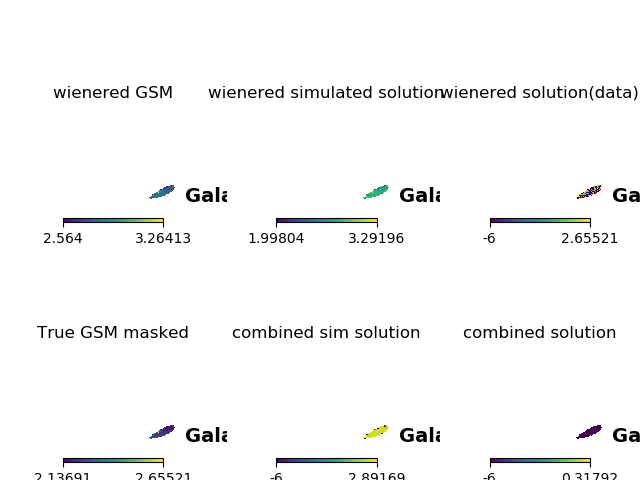 wienered GSM wienered simulated solution wienered solution(data)
Gala Gala Ga
2.564 3.26413 1.99804 3.29196 -6 2.65521
True GSM masked combined sim solution combined solution
Gala Gala Ga
2.13691 2.65521 -6 2.89169 -6 0.31792